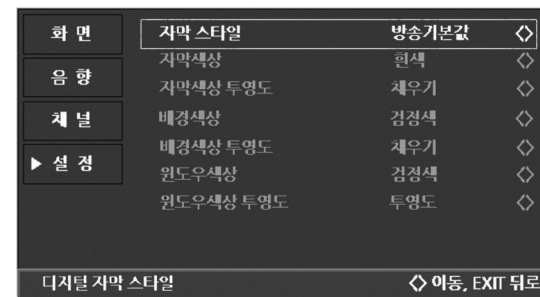 화 면
음 향
채 널
▶ 설 정
자막 스타일 방송기본값 <>
자막색상 흰색 <>
자막색상 투영도 채우기 <>
배경색상 검정색 <>
배경색상 투영도 채우기 <>
윈도우색상 검정색 <>
윈도우색상 투영도 투영도 <>
디지털 자막 스타일 <> 이동, EXIT 뒤로